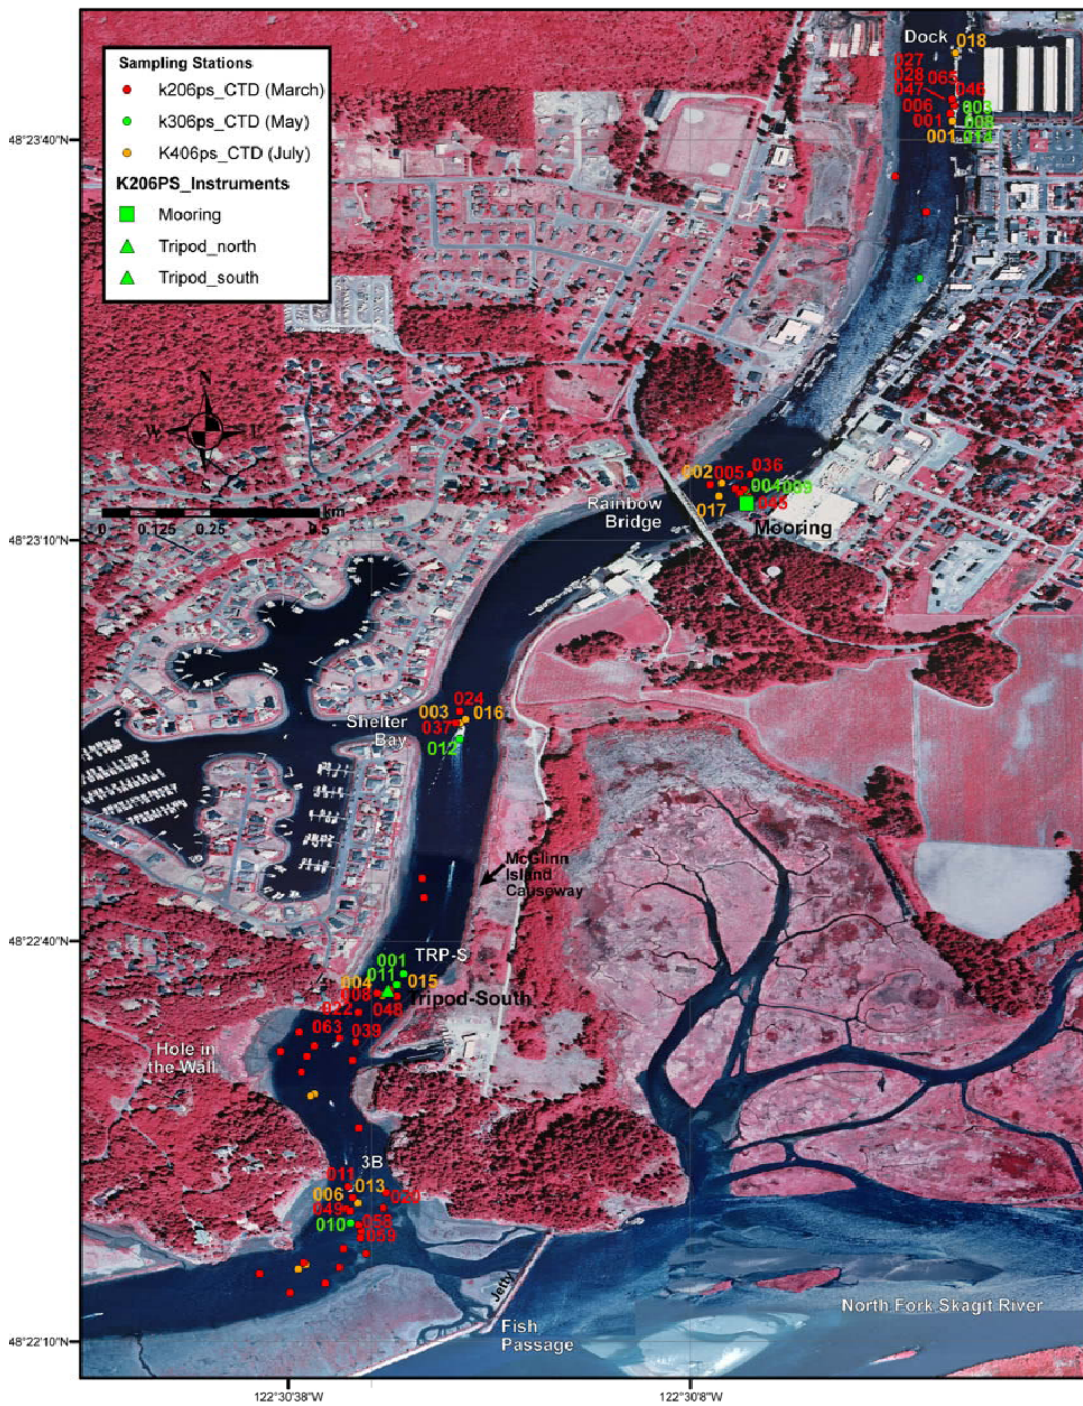 Sampling Stations
k206ps_CTD (March)
k306ps_CTD (May)
K406ps_CTD (July)
K206PS_Instruments
Mooring
Tripod_north
Tripod_south
Dock
018
027
028
065
047
046
006
003
001
008
001
014
48°23'40"N
N
W
E
S
0
0.125
0.25
0.5
km
002
005
036
004
009
045
017
Rainbow
Bridge
Mooring
48°23'10"N
024
003
016
037
012
Shelter
Bay
McGlinn
Island
Causeway
48°22'40"N
TRP-S
001
011
015
004
008
Tripod-South
022
048
063
039
Hole in
the Wall
3B
011
013
006
020
049
010
058
059
Jetty
Fish
Passage
North Fork Skagit River
48°22'10"N
122°30'38"W
122°30'8"W